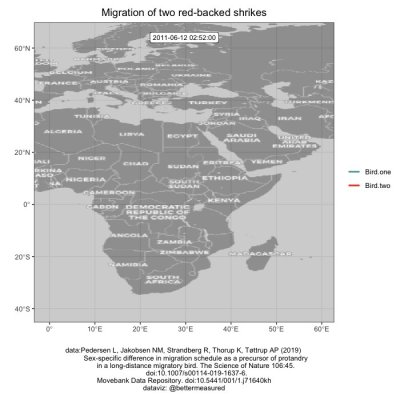 Migration of two red-backed shrikes
60°N
2011-06-12 02:52:00
BELARUS
POLAND
BELGIUM
UKRAINE
FRANCE
AUSTRIA
ROMANIA
40°N
GREECE
TURKEY
TURKMENIS
TUNISIA
SYRIA
IRAQ
IRAN
JORDAN
ALGERIA
LIBYA
EGYPT
SAUDI
ARABIA
UNITED
ARAB
EMIRATES
20°N
MALI
NIGER
CHAD
SUDAN
ERITREA
YEMEN
BURKINA
FASO
NIGERIA
SOUTH
SUDAN
ETHIOPIA
Bird.one
CAMEROON
Bird.two
0°
GABON
DEMOCRATIC
REPUBLIC OF
THE CONGO
KENYA
ANGOLA
ZAMBIA
ZIMBABWE
MADAGASCAR
20°S
NAMIBIA
SOUTH
AFRICA
40°S
0°E
10°E
20°E
30°E
40°E
50°E
60°E
data:Pedersen L, Jakobsen NM, Strandberg R, Thorup K, Tøttrup AP (2019)
Sex-specific difference in migration schedule as a precursor of protandry
in a long-distance migratory bird. The Science of Nature 106:45.
doi:10.1007/s00114-019-1637-6.
Movebank Data Repository. doi:10.5441/001/1.j71640kh
dataviz: @bettermeasured